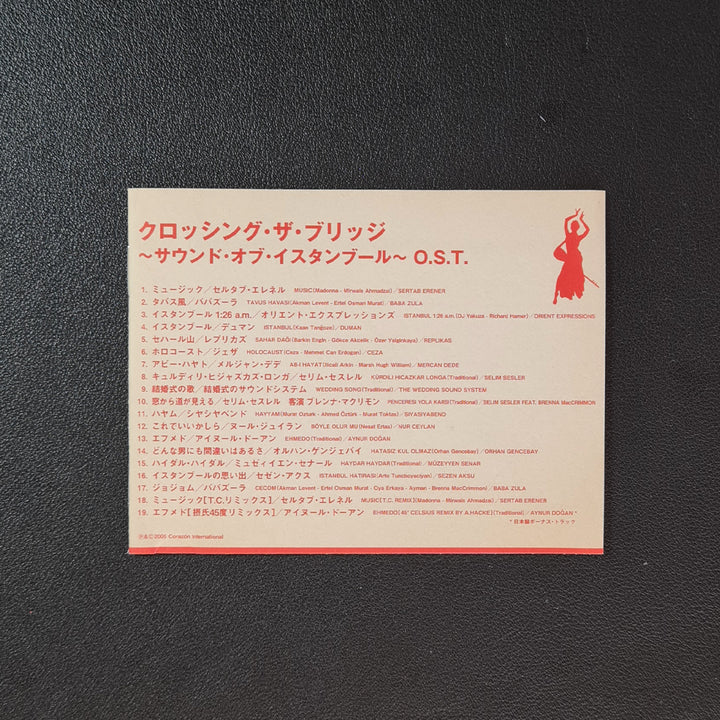 クロッシング・ザ・ブリッジ
〜サウンド・オブ・イスタンブール〜 O.S.T.
1. ミュージック／セルタブ・エレネル MUSIC(Madonna - Mirwais Ahmadzai)／SERTAB ERENER
2. タバス風／ババズーラ TAVUS HAVASI(Akman Levent - Ertel Osman Murat)／BABA ZULA
3. イスタンブール 1:26 a.m.／オリエント・エクスプレッションズ ISTANBUL 1:26 a.m.(DJ Yakuza - Richard Hamer)／ORIENT EXPRESSIONS
4. イスタンブール／デュマン ISTANBUL(Kaan Tangöze)／DUMAN
5. セハール山／レプリカズ SAHAR DAĞI(Barkin Engin - Gökce Akcelik - Özer Yalginkaya)／REPLIKAS
6. ホロコースト／ジェザ HOLOCAUST(Ceza - Mehmet Can Erdogan)／CEZA
7. アビー・ハヤト／メルジャン・デデ AB-I HAYAT(Ilicali Arkin - Marsh Hugh William)／MERCAN DEDE
8. キュルディリ・ヒジャズカズ・ロンガ／セリム・セスレル KÜRDILI HICAZKAR LONGA(Traditional)／SELIM SESLER
9. 結婚式の歌／結婚式のサウンドシステム WEDDING SONG(Traditional)／THE WEDDING SOUND SYSTEM
10. 窓から道が見える／セリム・セスレル 客演 ブレンナ・マクリモン PENCERESI YOLA KARSI(Traditional)／SELIM SESLER FEAT. BRENNA MacCRIMMON
11. ハヤム／シヤシヤベンド HAYYAM(Murat Ozturk - Ahmed Öztürk - Murat Toktas)／SIYASIYABEND
12. これでいいかしら／ヌール・ジェイラン BÖYLE OLUR MU(Nesat Ertas)／NUR CEYLAN
13. エフメド／アイヌール・ドーアン EHMEDO(Traditional)／AYNUR DOĞAN
14. どんな男にも間違いはあるさ／オルハン・ゲンジェバイ HATASIZ KUL OLMAZ(Orhan Gencebay)／ORHAN GENCEBAY
15. ハイダル・ハイダル／ミュゼィイエン・セナール HAYDAR HAYDAR(Traditional)／MÜZEYYEN SENAR
16. イスタンブールの思い出／セゼン・アクス ISTANBUL HATIRASI(Arto Tuncboyaciyan)／SEZEN AKSU
17. ジョジョム／ババズーラ CECOM(Akman Levent - Ertel Osman Murat - Oya Erkaya - Ayman - Brenna MacCrimmon)／BABA ZULA
18. ミュージック[T.C.リミックス]／セルタブ・エレネル MUSIC[T.C. REMIX](Madonna - Mirwais Ahmadzai)／SERTAB ERENER
19. エフメド[摂氏45度リミックス]／アイヌール・ドーアン EHMEDO[45° CELSIUS REMIX BY A.HACKE](Traditional)／AYNUR DOĞAN *
* 日本盤ボーナス・トラック
℗&© 2005 Corazón International